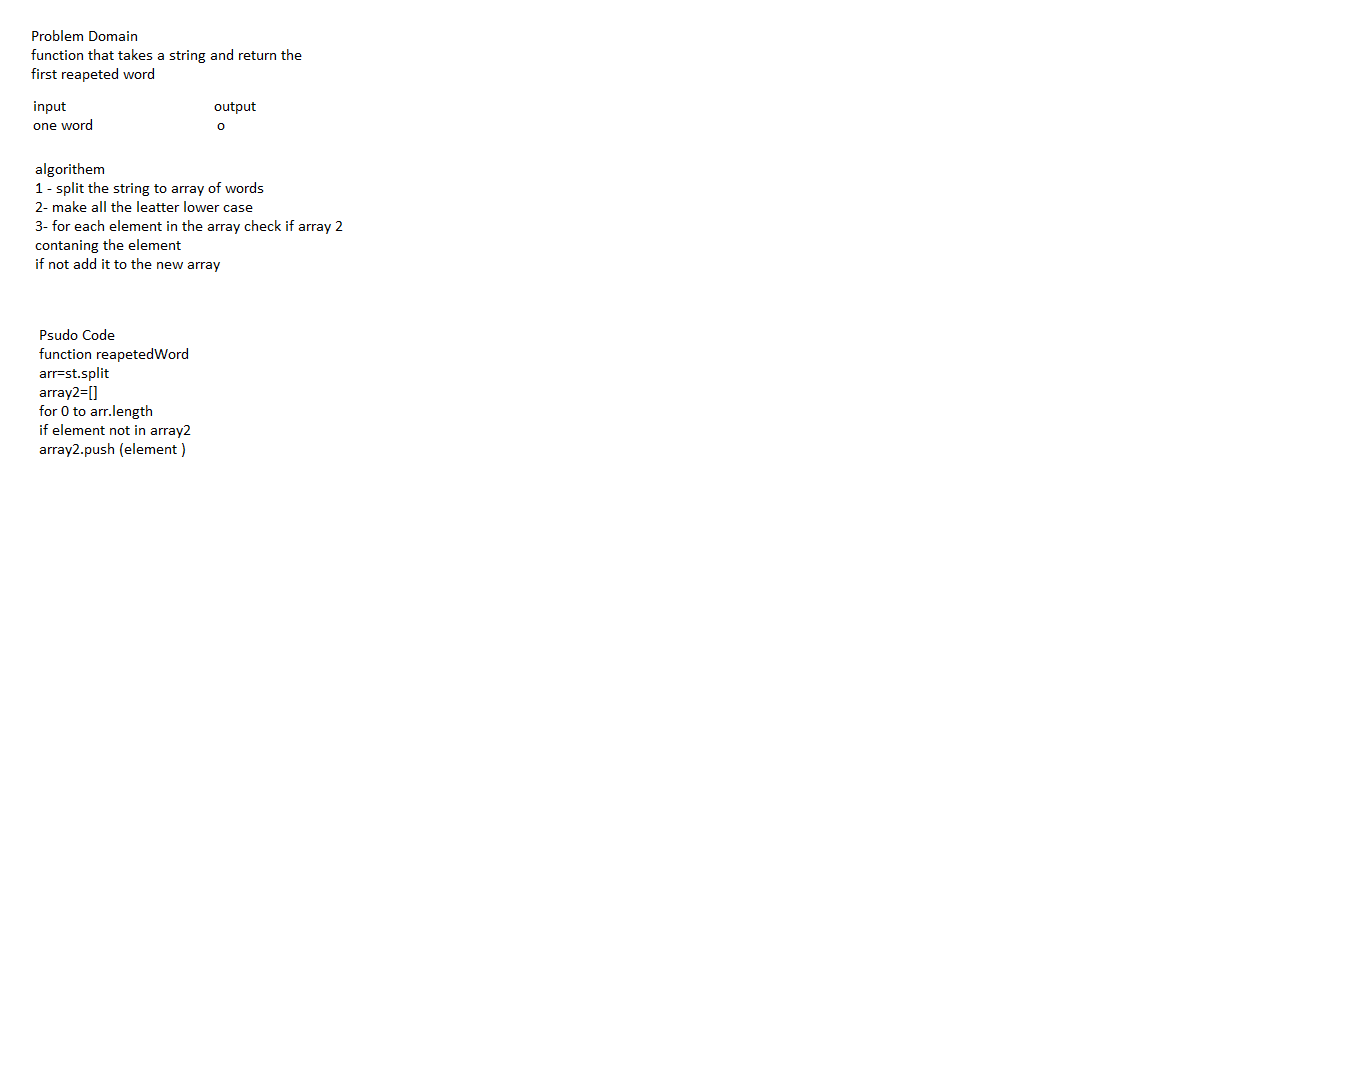 Problem Domain
function that takes a string and return the
first reapeted word
input output
one word o
algorithem
1 - split the string to array of words
2- make all the leatter lower case
3- for each element in the array check if array 2
contaning the element
if not add it to the new array
Psudo Code
function reapetedWord
arr=st.split
array2=[]
for 0 to arr.length
if element not in array2
array2.push (element )